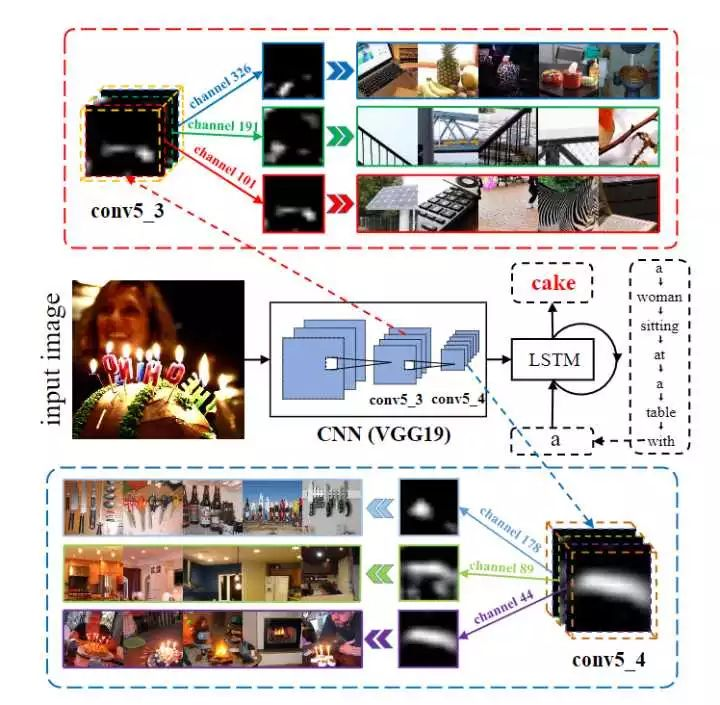 channel 326
channel 191
channel 101
conv5_3
input image
conv5_3
conv5_4
CNN (VGG19)
cake
LSTM
a
a
woman
sitting
at
a
table
with
channel 178
channel 89
channel 44
conv5_4